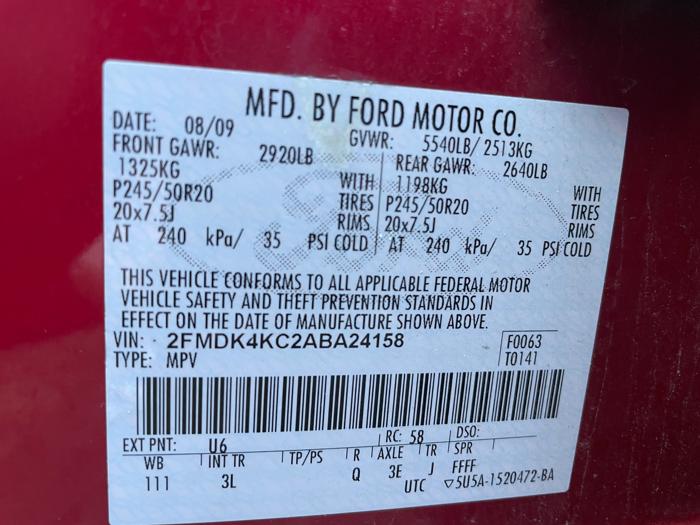 MFD. BY FORD MOTOR CO.
DATE: 08/09 GVWR: 5540LB/2513KG
FRONT GAWR: 2920LB REAR GAWR: 2640LB
1325KG WITH 1198KG WITH
P245/50R20 TIRES P245/50R20 TIRES
20x7.5J RIMS 20x7.5J RIMS
AT 240 kPa/ 35 PSI COLD AT 240 kPa/ 35 PSI COLD
THIS VEHICLE CONFORMS TO ALL APPLICABLE FEDERAL MOTOR
VEHICLE SAFETY AND THEFT PREVENTION STANDARDS IN
EFFECT ON THE DATE OF MANUFACTURE SHOWN ABOVE.
VIN: 2FMDK4KC2ABA24158 F0063
TYPE: MPV T0141
EXT PNT: U6 RC: 58 DSO:
WB INT TR TP/PS R AXLE TR SPR
111 3L Q 3E J FFFF
UTC ▽5U5A-1520472-BA